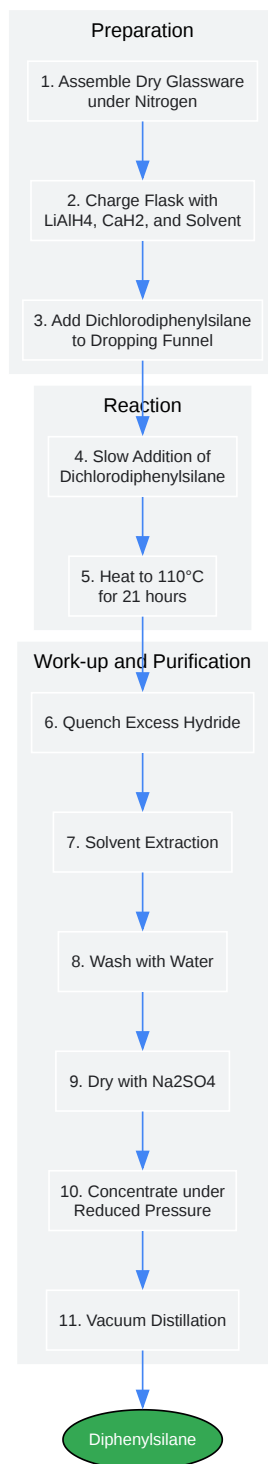 Preparation
1. Assemble Dry Glassware
under Nitrogen
2. Charge Flask with
LiAlH4, CaH2, and Solvent
3. Add Dichlorodiphenylsilane
to Dropping Funnel
Reaction
4. Slow Addition of
Dichlorodiphenylsilane
5. Heat to 110°C
for 21 hours
Work-up and Purification
6. Quench Excess Hydride
7. Solvent Extraction
8. Wash with Water
9. Dry with Na2SO4
10. Concentrate under
Reduced Pressure
11. Vacuum Distillation
Diphenylsilane